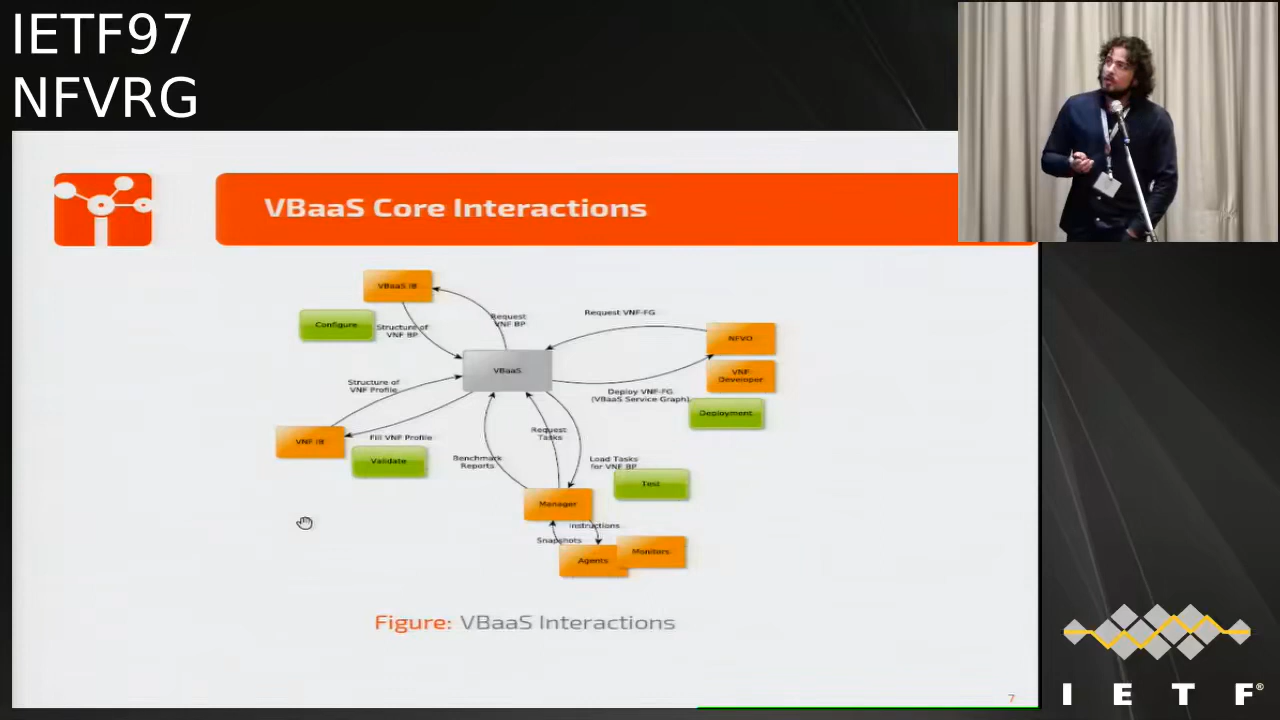 IETF97
NFVRG
VBaaS Core Interactions
VBaaS IB
Configure
Structure of
VNF BP
Request
VNF BP
Request VNF-FG
NFVO
VNF
Developer
VBaaS
Deploy VNF-FG
(VBaaS Service Graph)
Deployment
Structure of
VNF Profile
VNF IB
Fill VNF Profile
Validate
Request
Tasks
Benchmark
Reports
Load Tasks
for VNF BP
Test
Manager
Instructions
Snapshots
Agents
Monitors
Figure: VBaaS Interactions
7
I E T F®